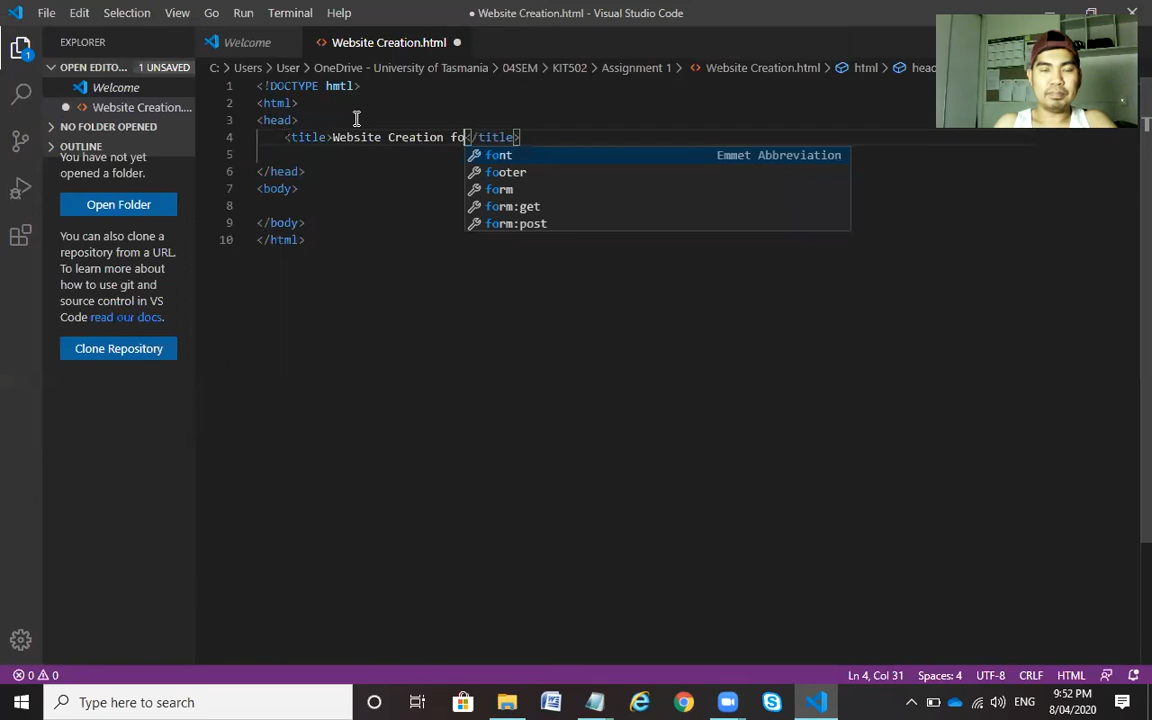 File Edit Selection View Go Run Terminal Help
● Website Creation.html - Visual Studio Code
EXPLORER
Welcome
Website Creation.html
OPEN EDITO... 1 UNSAVED
Welcome
Website Creation....
NO FOLDER OPENED
OUTLINE
You have not yet
opened a folder.
Open Folder
You can also clone a
repository from a URL.
To learn more about
how to use git and
source control in VS
Code read our docs.
Clone Repository
1
C: > Users > User > OneDrive - University of Tasmania > 04SEM > KIT502 > Assignment 1 > Website Creation.html > html >
1 <!DOCTYPE hmtl>
2 <html>
3 <head>
4 <title>Website Creation fo</title>
5
6 </head>
7 <body>
8
9 </body>
10 </html>
font Emmet Abbreviation
footer
form
form:get
form:post
0 0
Ln 4, Col 31 Spaces: 4 UTF-8 CRLF HTML
Type here to search
ENG
9:52 PM
8/04/2020